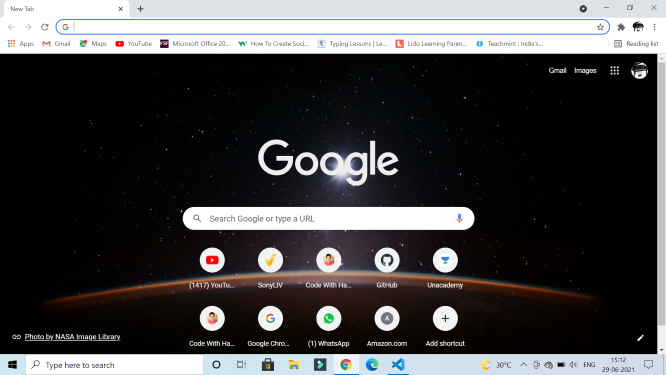 New Tab
Apps Gmail Maps YouTube Microsoft Office 20... How To Create Soci... Typing Lessons | Le... Lido Learning Paren... Teachmint : India's... Reading list
Gmail Images
Google
Search Google or type a URL
(1417) YouTu... SonyLIV Code With Ha... GitHub Unacademy
Code With Ha... Google Chro... (1) WhatsApp Amazon.com Add shortcut
Photo by NASA Image Library
Type here to search 30°C ENG 15:12
29-06-2021